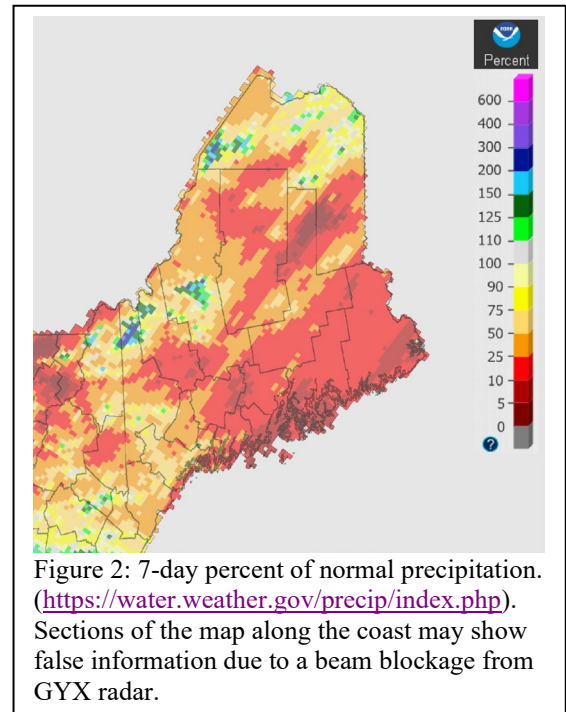 NOAA
Percent
600
400
300
200
150
125
110
100
90
75
50
25
10
5
0
?
Figure 2: 7-day percent of normal precipitation.
(https://water.weather.gov/precip/index.php).
Sections of the map along the coast may show
false information due to a beam blockage from
GYX radar.